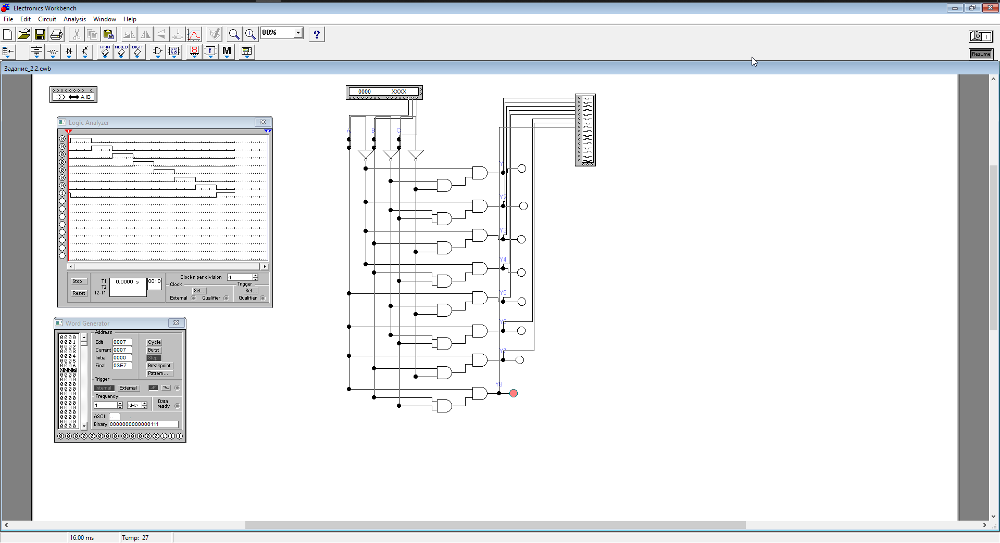 Electronics Workbench
File Edit Circuit Analysis Window Help
80%
?
I
ANA MIXED DIGIT
f M
Resume
Задание_2.2.ewb
A|B
0000 XXXX
Logic Analyzer
1 2
A B C
0
0
0
0
0
0
0
1
Y1
Y2
Y3
Y4
Y5
Y6
Y7
Y8
Stop
Reset
T1
T2
T2-T1
0.0000 s
0010
Clocks per division 4
Clock
Set...
External Qualifier
Trigger
Set...
Qualifier
Word Generator
0000
0001
0002
0003
0004
0005
0006
0007
0000
0000
0000
0000
0000
0000
0000
0000
0000
0000
0000
0000
Address
Edit 0007
Current 0007
Initial 0000
Final 03E7
Cycle
Burst
Step
Breakpoint
Pattern...
Trigger
Internal External
Frequency
1 kHz
Data
ready
ASCII ..
Binary 0000000000000111
0 0 0 0 0 0 0 0 0 0 0 0 0 1 1 1
16.00 ms Temp: 27